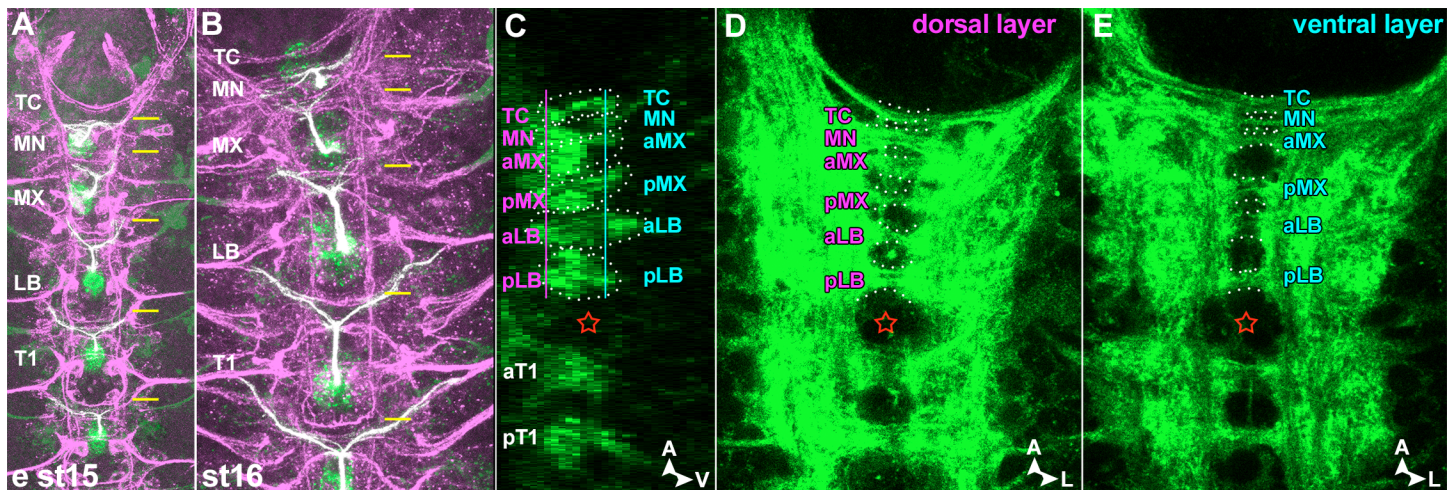 A
TC
MN
MX
LB
T1
e st15
B
TC
MN
MX
LB
T1
st16
C
TC
MN
aMX
pMX
aLB
pLB
TC
MN
aMX
pMX
aLB
pLB
aT1
pT1
A
V
D
dorsal layer
TC
MN
aMX
pMX
aLB
pLB
A
L
E
ventral layer
TC
MN
aMX
pMX
aLB
pLB
A
L